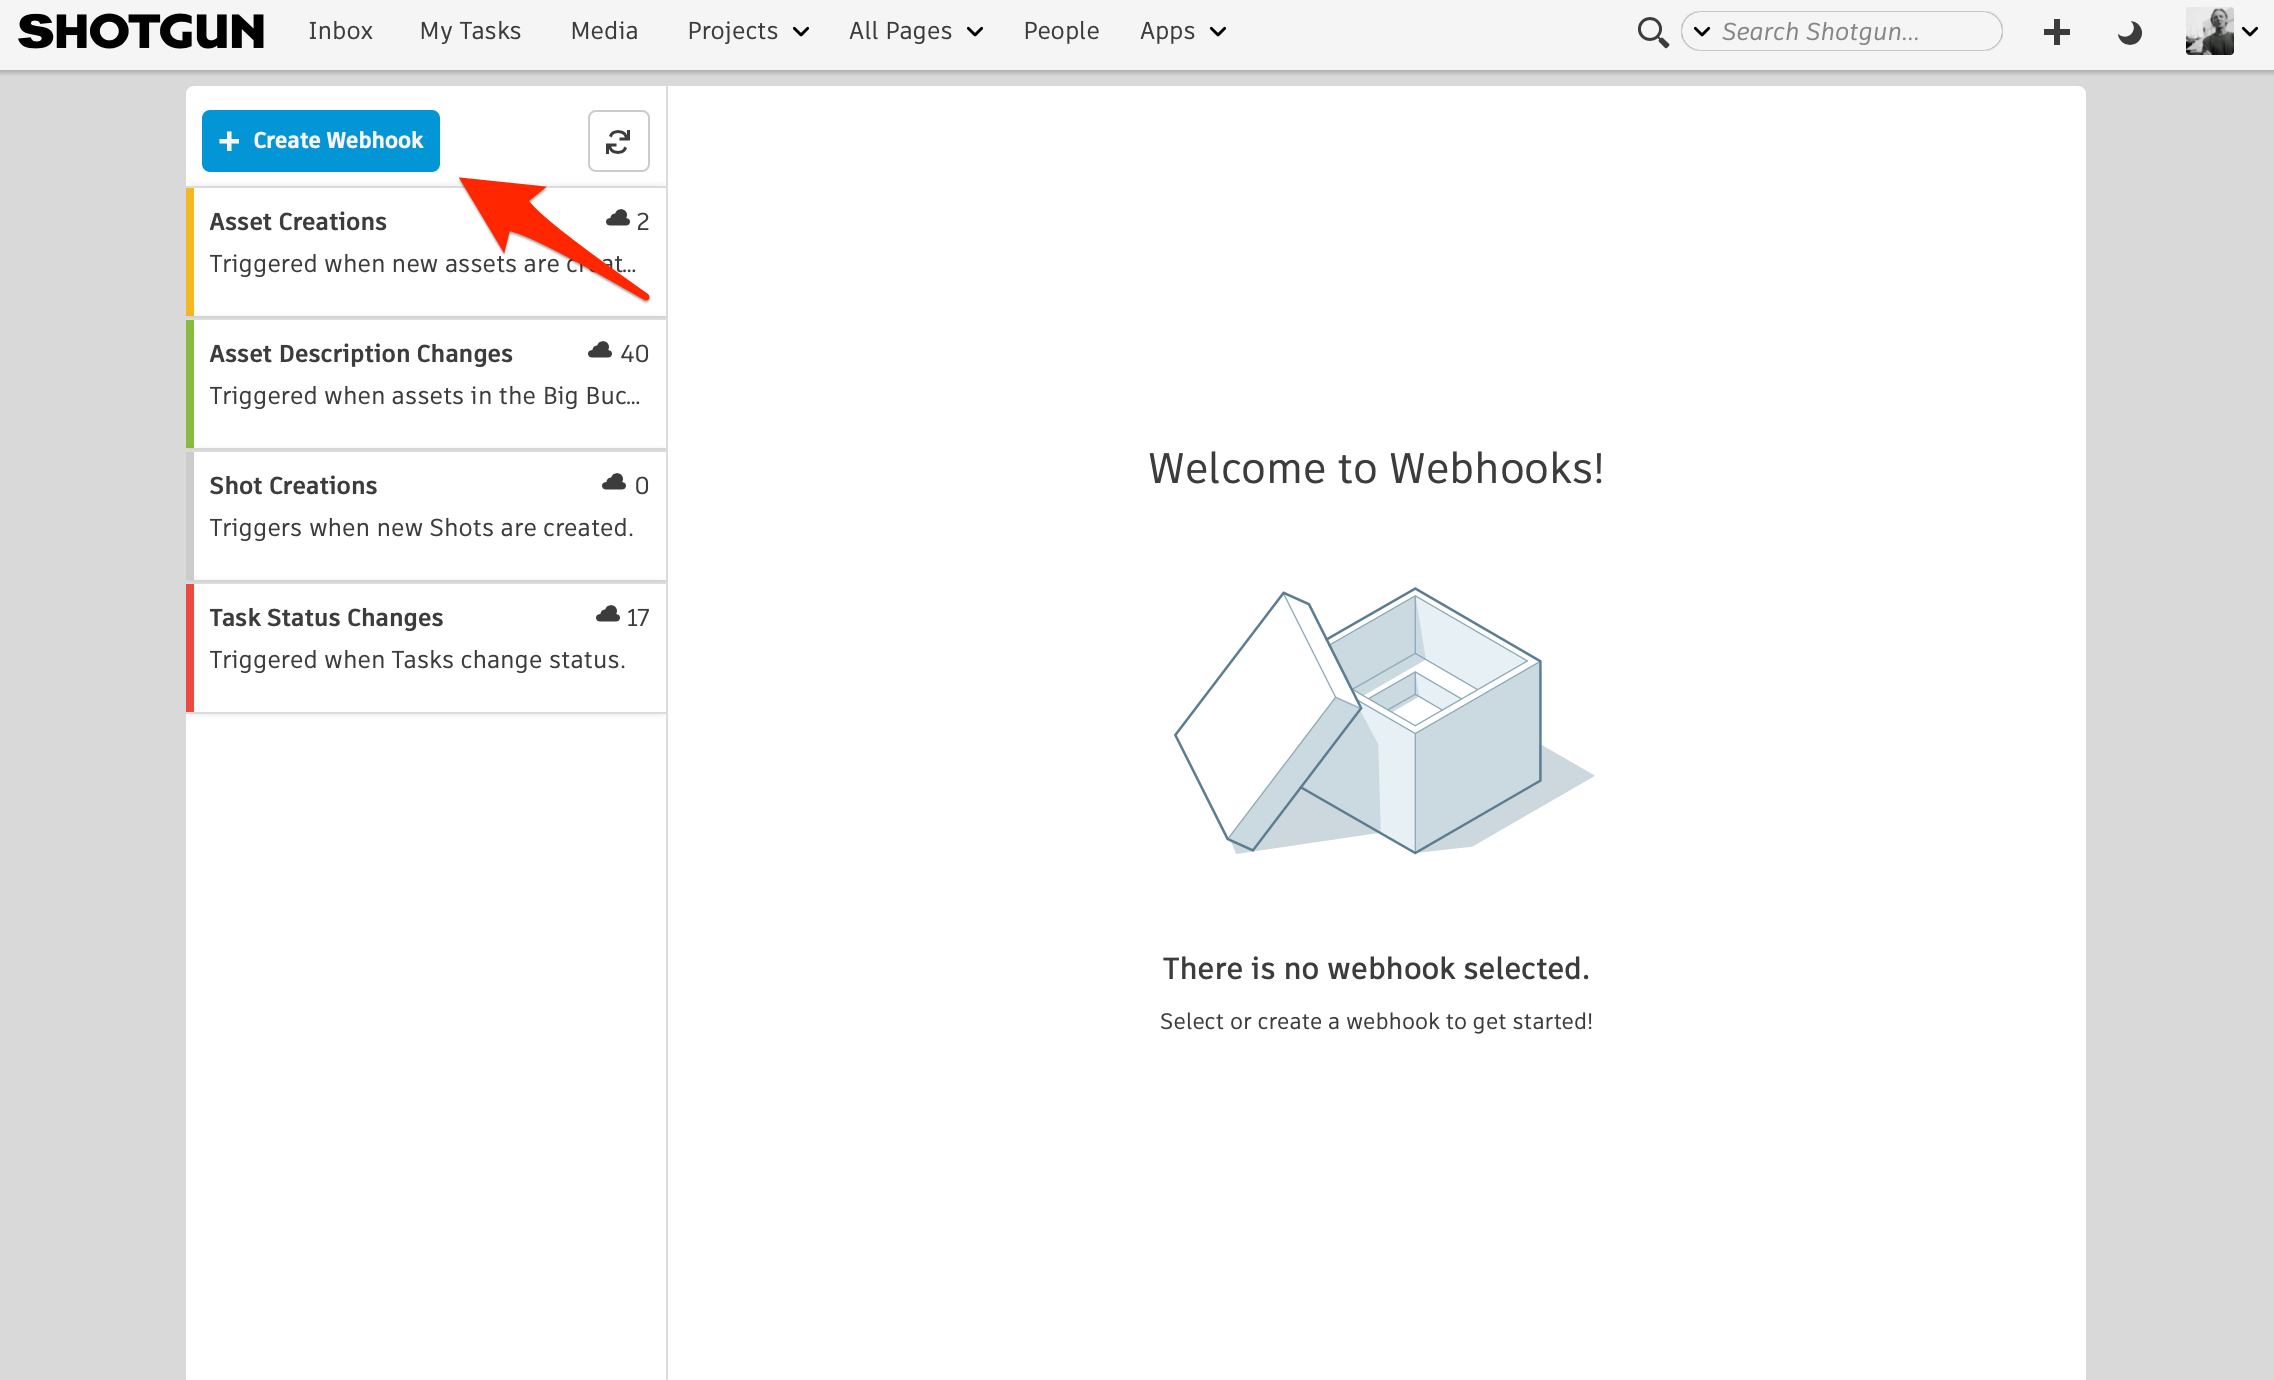 SHOTGUN Inbox My Tasks Media Projects All Pages People Apps Search Shotgun...
+ Create Webhook
Asset Creations 2
Triggered when new assets are creat...
Asset Description Changes 40
Triggered when assets in the Big Buc...
Shot Creations 0
Triggers when new Shots are created.
Task Status Changes 17
Triggered when Tasks change status.
Welcome to Webhooks!
There is no webhook selected.
Select or create a webhook to get started!